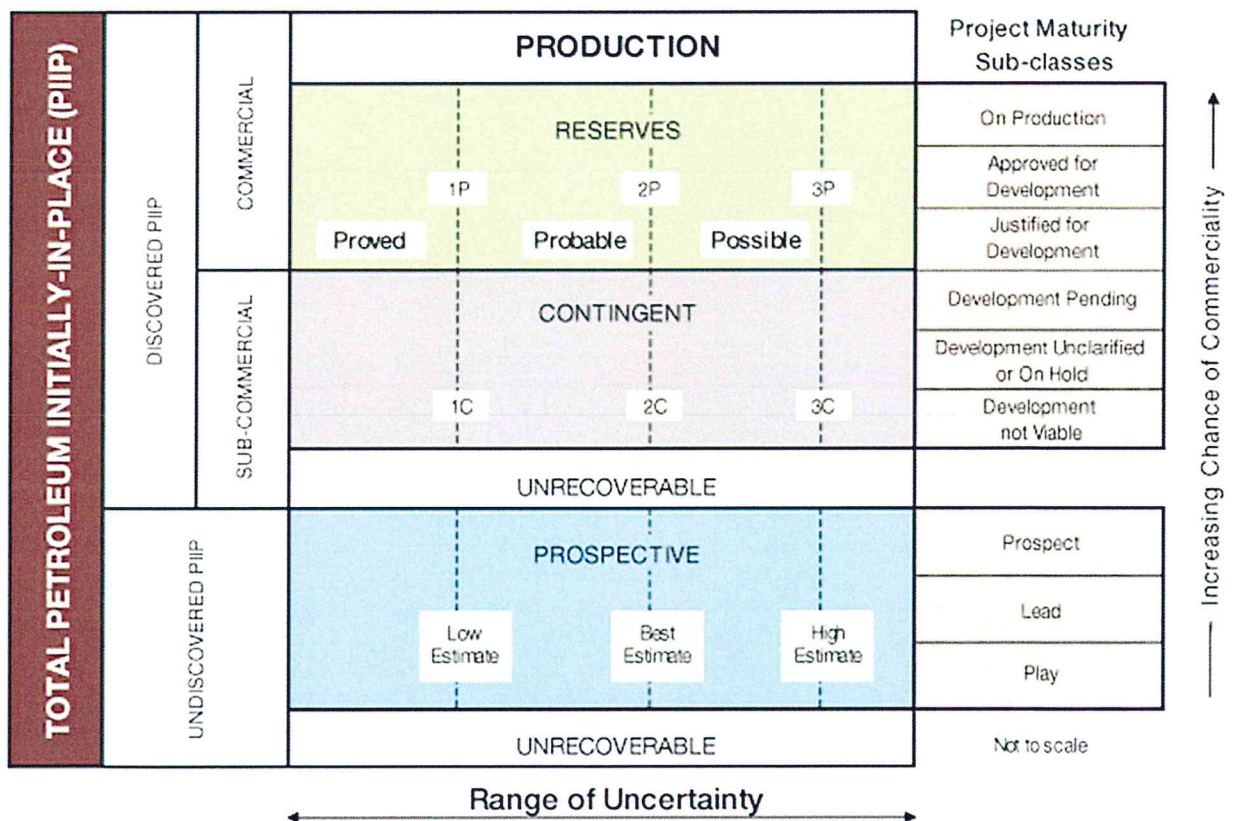 TOTAL PETROLEUM INITIALLY-IN-PLACE (PIIP)
DISCOVERED PIIP
UNDISCOVERED PIIP
COMMERCIAL
SUB-COMMERCIAL
PRODUCTION
RESERVES
1P
2P
3P
Proved
Probable
Possible
CONTINGENT
1C
2C
3C
UNRECOVERABLE
PROSPECTIVE
Low
Estimate
Best
Estimate
High
Estimate
UNRECOVERABLE
Range of Uncertainty
Project Maturity
Sub-classes
On Production
Approved for
Development
Justified for
Development
Development Pending
Development Unclarified
or On Hold
Development
not Viable
Prospect
Lead
Play
Not to scale
Increasing Chance of Commerciality